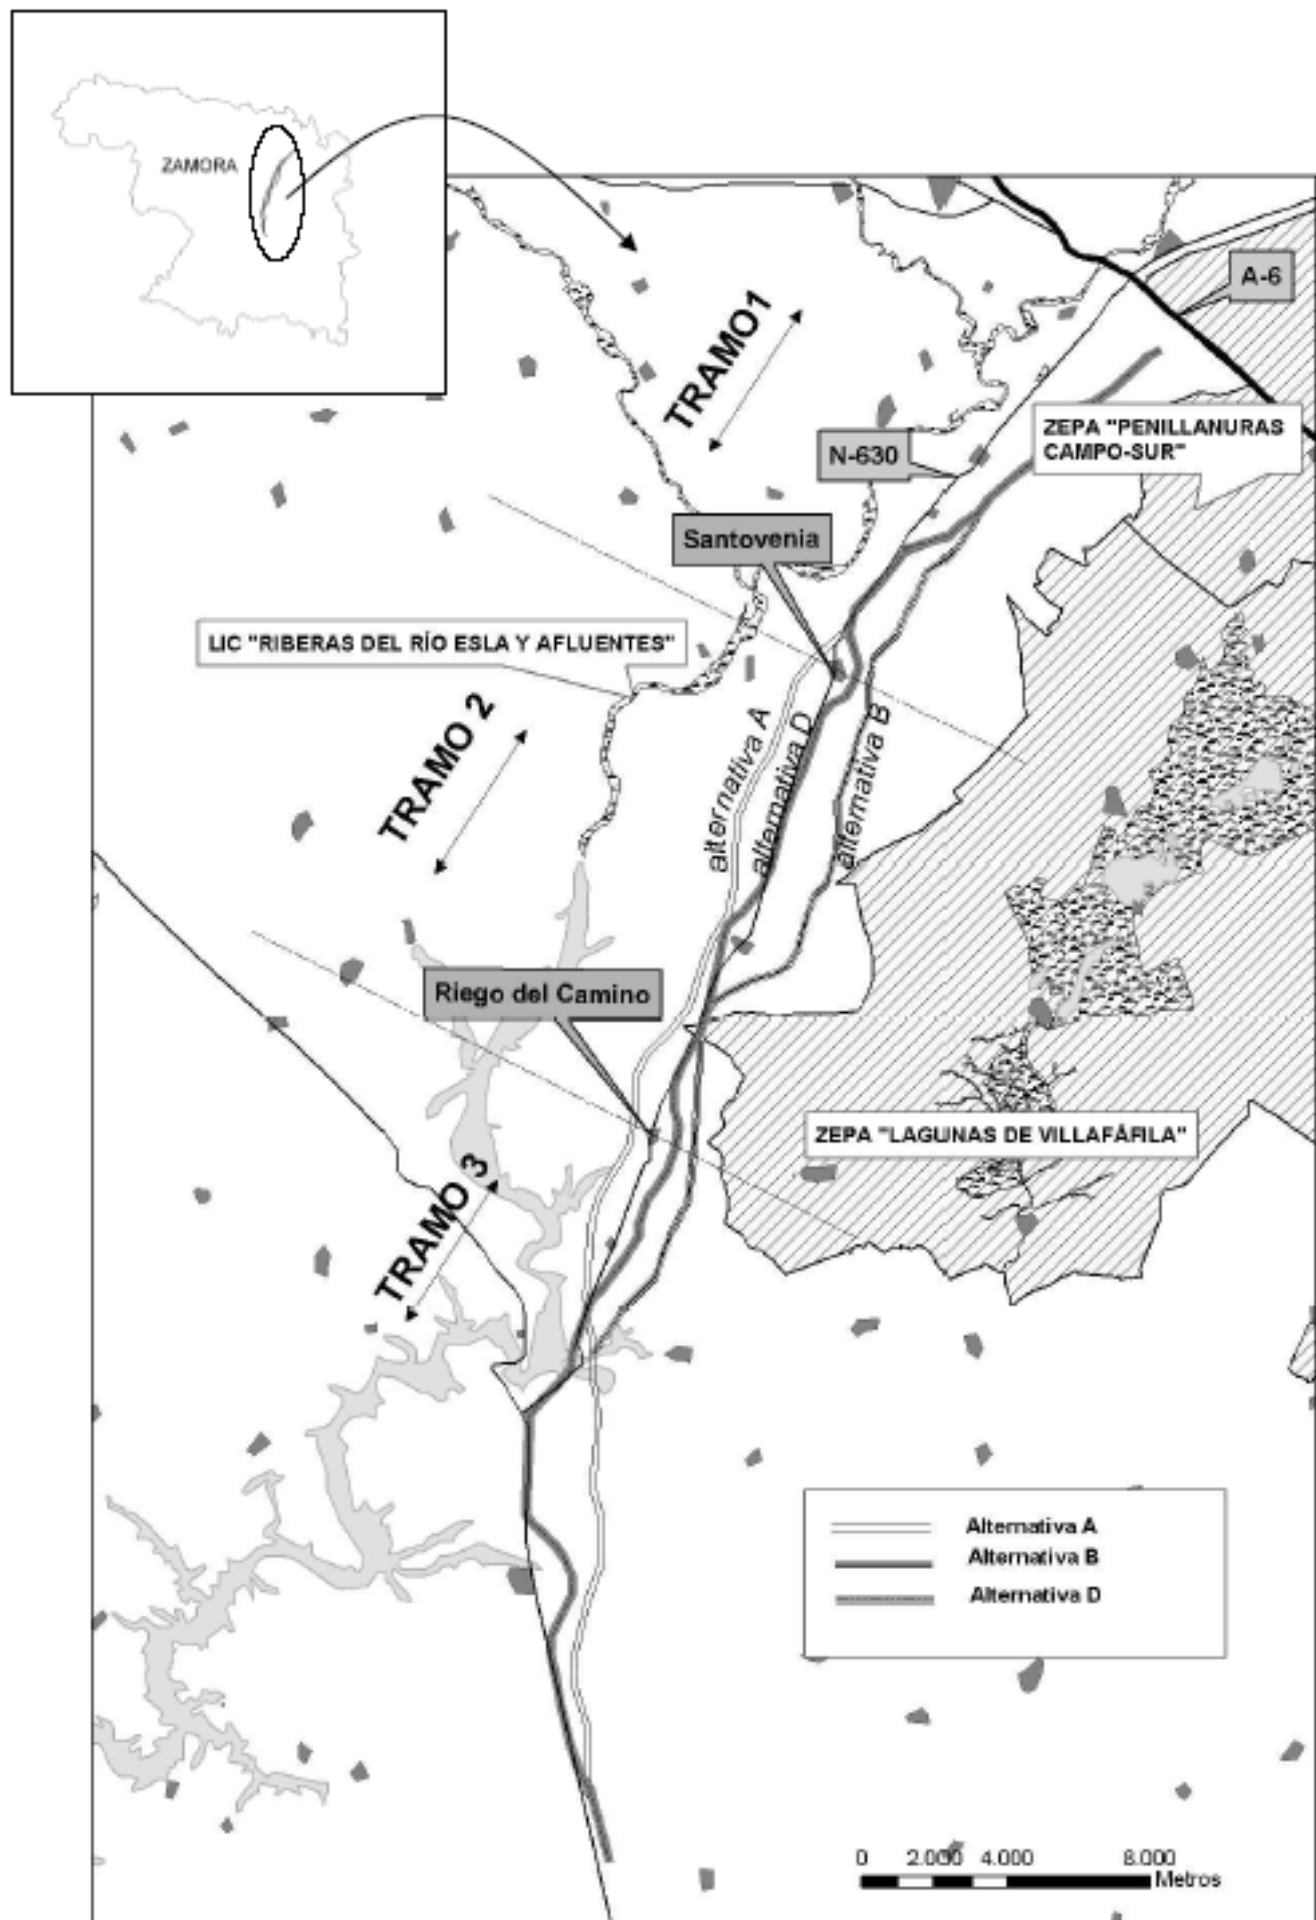 ZAMORA
A-6
TRAMO1
ZEPA "PENILLANURAS
CAMPO-SUR"
N-630
Santovenia
LIC "RIBERAS DEL RÍO ESLA Y AFLUENTES"
TRAMO 2
alternativa A
alternativa D
alternativa B
Riego del Camino
ZEPA "LAGUNAS DE VILLAFÁFILA"
TRAMO 3
Alternativa A
Alternativa B
Alternativa D
0 2.000 4.000 8.000
Metros